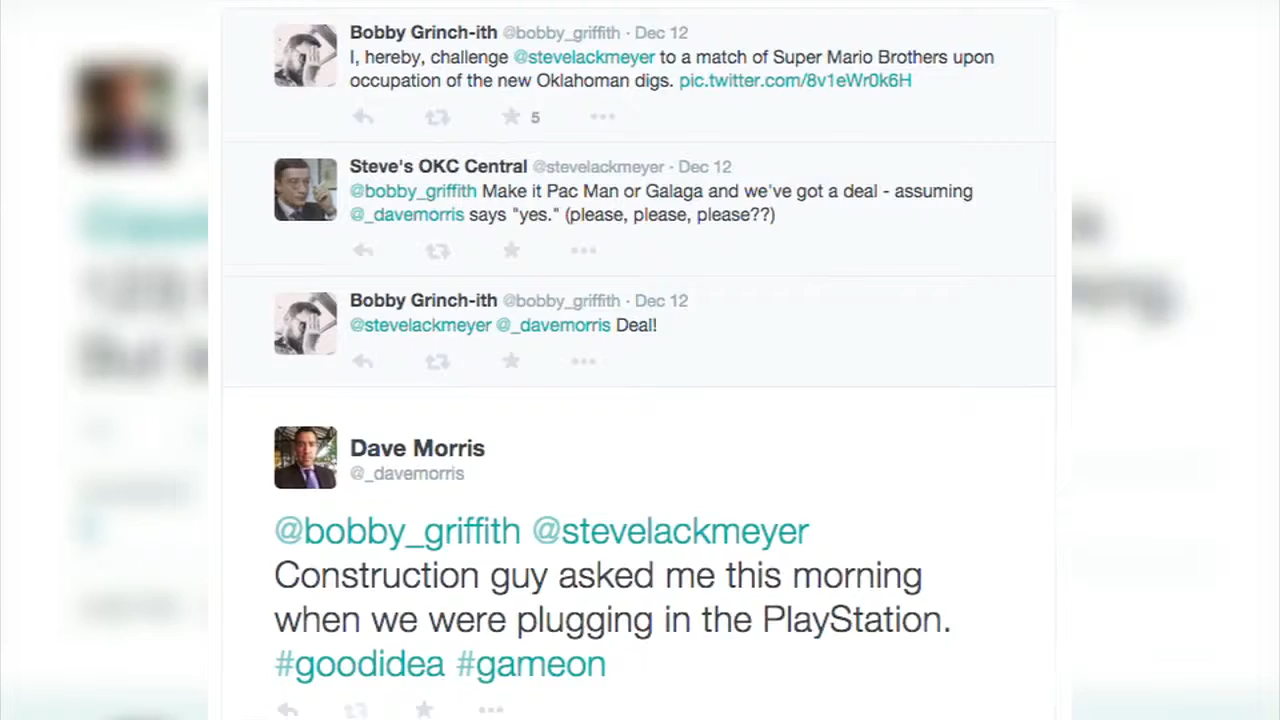 Bobby Grinch-ith @bobby_griffith · Dec 12
I, hereby, challenge @stevelackmeyer to a match of Super Mario Brothers upon
occupation of the new Oklahoman digs. pic.twitter.com/8v1eWr0k6H
5
Steve's OKC Central @stevelackmeyer · Dec 12
@bobby_griffith Make it Pac Man or Galaga and we've got a deal - assuming
@_davemorris says "yes." (please, please, please??)
Bobby Grinch-ith @bobby_griffith · Dec 12
@stevelackmeyer @_davemorris Deal!
Dave Morris
@_davemorris
@bobby_griffith @stevelackmeyer
Construction guy asked me this morning
when we were plugging in the PlayStation.
#goodidea #gameon